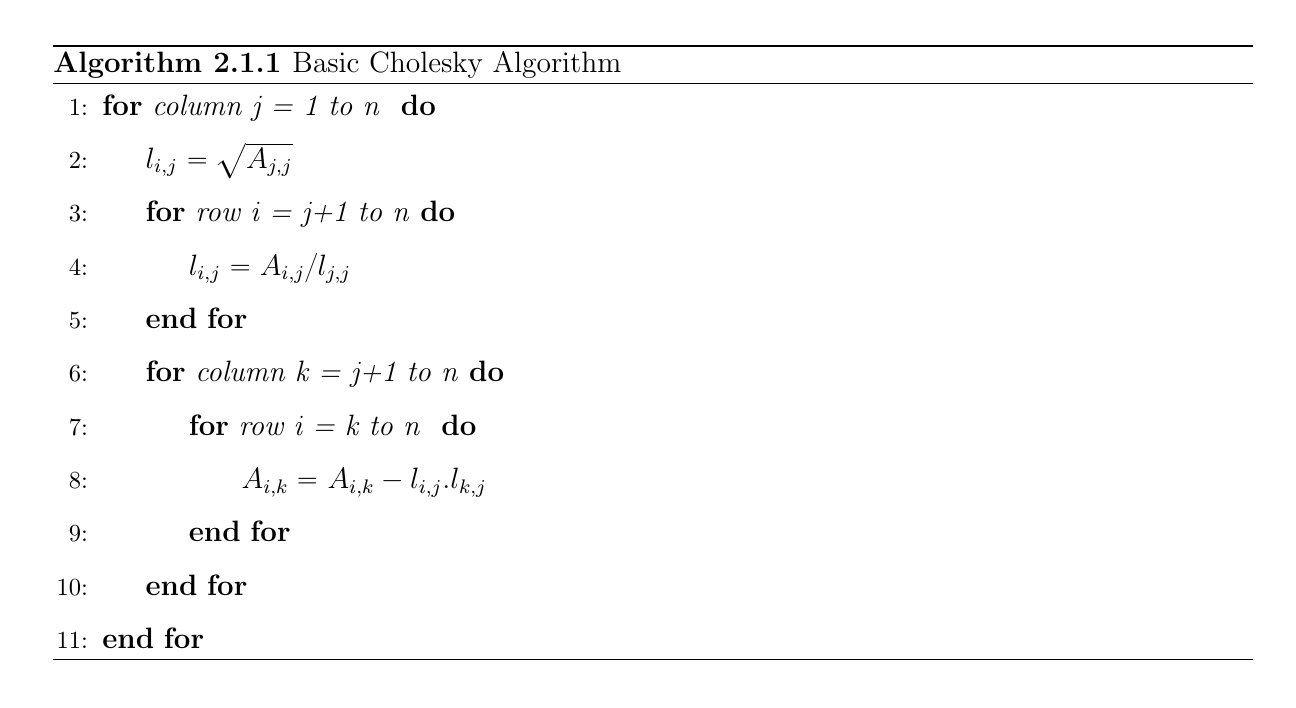 Algorithm 2.1.1 Basic Cholesky Algorithm
1: for column j = 1 to n do
2: l_{i,j} = \sqrt{A_{j,j}}
3: for row i = j+1 to n do
4: l_{i,j} = A_{i,j}/l_{j,j}
5: end for
6: for column k = j+1 to n do
7: for row i = k to n do
8: A_{i,k} = A_{i,k} − l_{i,j}.l_{k,j}
9: end for
10: end for
11: end for